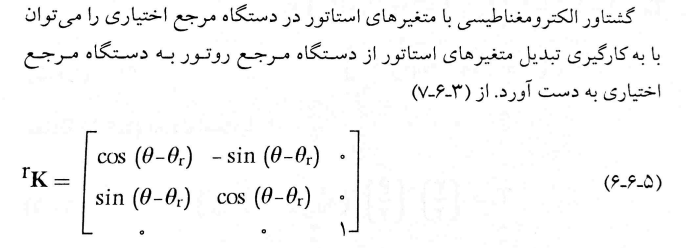 گشتاور الکترومغناطیسی با متغیرهای استاتور در دستگاه مرجع اختیاری را می‌توان
با به کارگیری تبدیل متغیرهای استاتور از دستگاه مرجع روتور به دستگاه مرجع
اختیاری به دست آورد. از (۳-۶-۷)
cos (θ-θr) - sin (θ-θr) ۰
rK = sin (θ-θr) cos (θ-θr) ۰ (۶-۶-۵)
۰ ۰ ۱